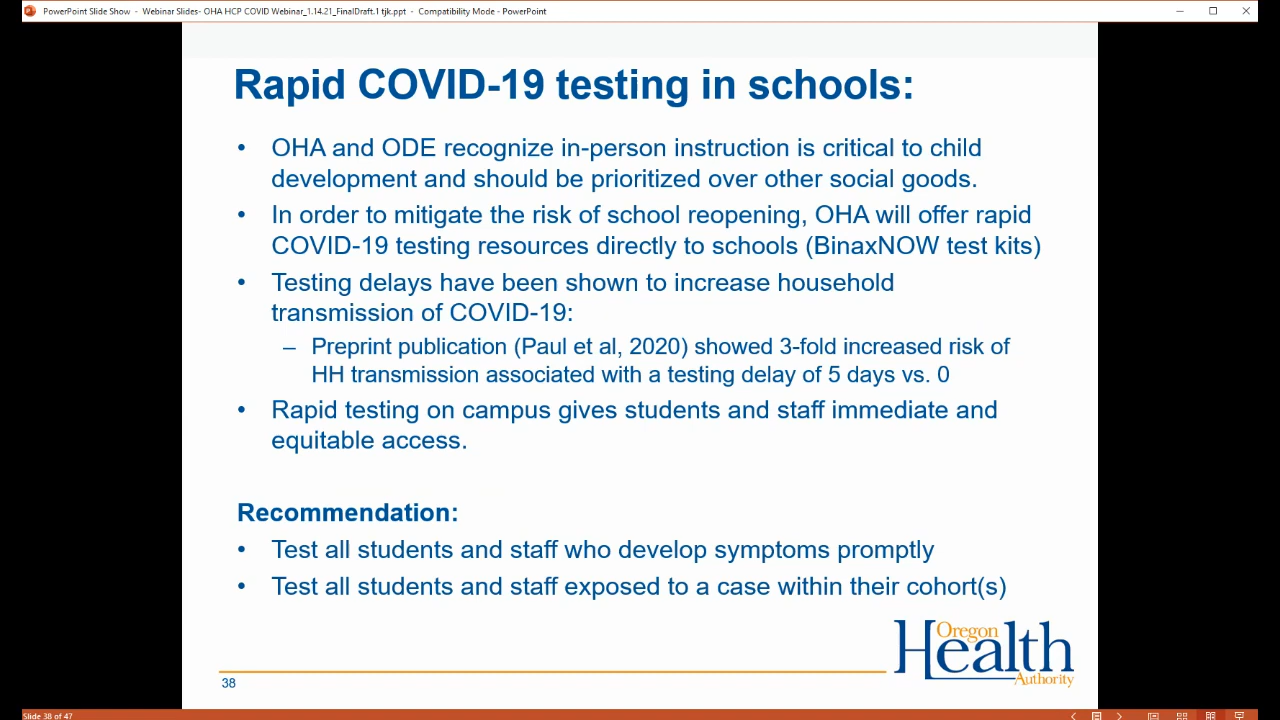 PowerPoint Slide Show - Webinar Slides- OHA HCP COVID Webinar_1.14.21_FinalDraft.1 tjk.ppt - Compatibility Mode - PowerPoint
Rapid COVID-19 testing in schools:
• OHA and ODE recognize in-person instruction is critical to child
development and should be prioritized over other social goods.
• In order to mitigate the risk of school reopening, OHA will offer rapid
COVID-19 testing resources directly to schools (BinaxNOW test kits)
• Testing delays have been shown to increase household
transmission of COVID-19:
– Preprint publication (Paul et al, 2020) showed 3-fold increased risk of
HH transmission associated with a testing delay of 5 days vs. 0
• Rapid testing on campus gives students and staff immediate and
equitable access.
Recommendation:
• Test all students and staff who develop symptoms promptly
• Test all students and staff exposed to a case within their cohort(s)
Oregon
Health
Authority
38
Slide 38 of 47